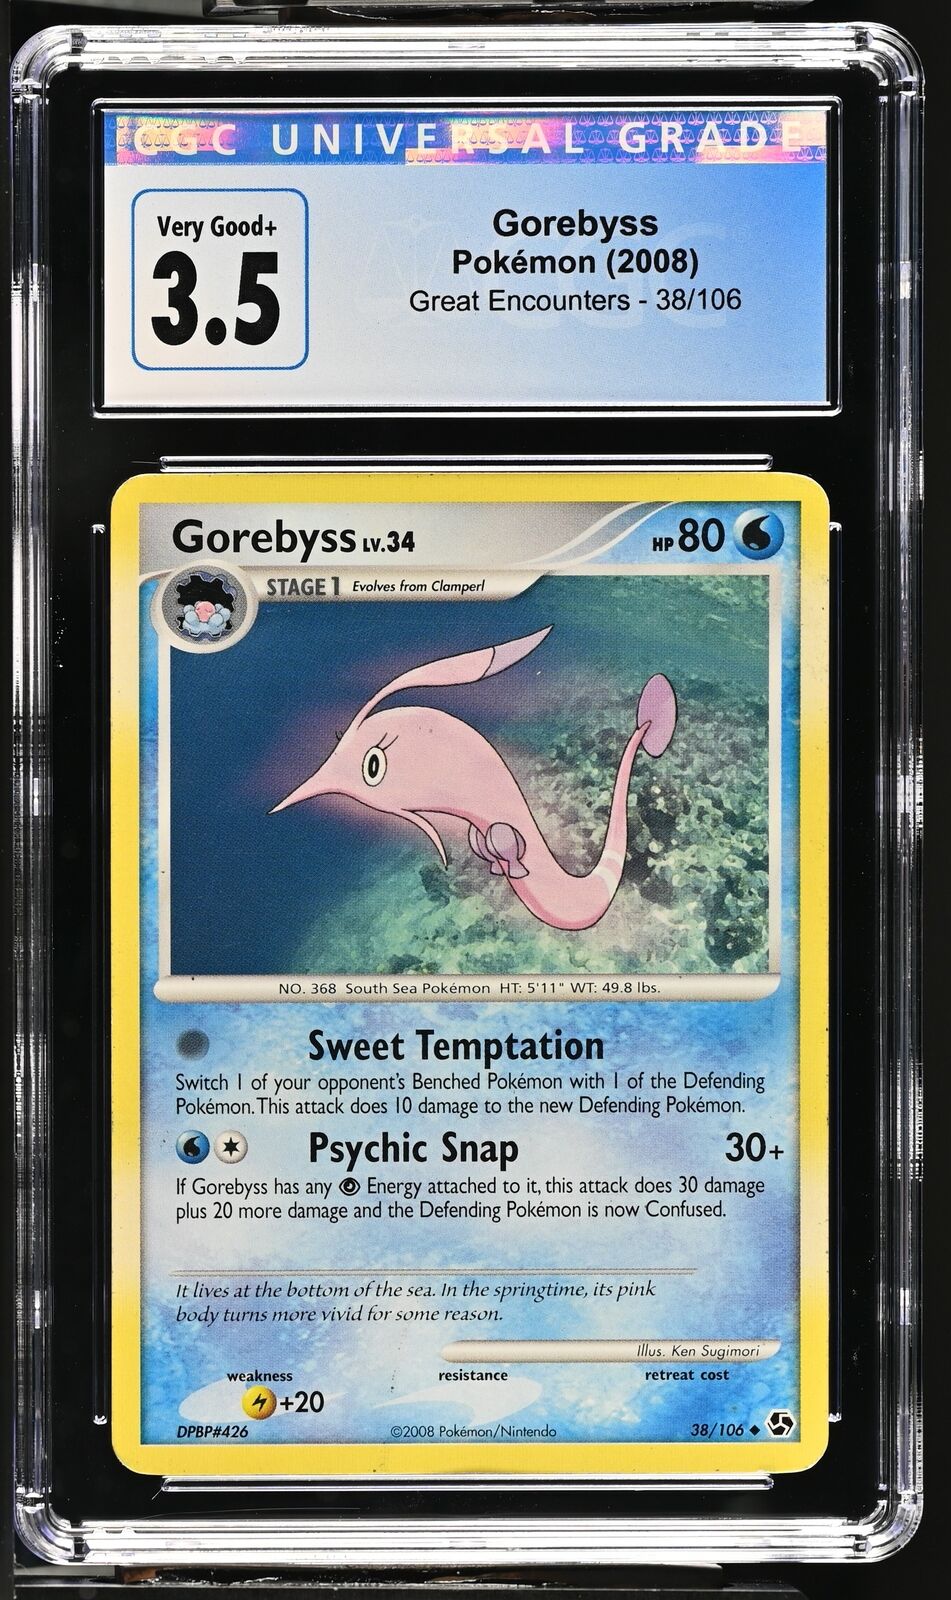 CGC UNIVERSAL GRADE
Very Good+
3.5
Gorebyss
Pokémon (2008)
Great Encounters - 38/106
Gorebyss LV.34
HP 80
STAGE 1 Evolves from Clamperl
NO. 368 South Sea Pokémon HT: 5'11" WT: 49.8 lbs.
Sweet Temptation
Switch 1 of your opponent's Benched Pokémon with 1 of the Defending
Pokémon. This attack does 10 damage to the new Defending Pokémon.
Psychic Snap 30+
If Gorebyss has any Energy attached to it, this attack does 30 damage
plus 20 more damage and the Defending Pokémon is now Confused.
It lives at the bottom of the sea. In the springtime, its pink
body turns more vivid for some reason.
Illus. Ken Sugimori
weakness resistance retreat cost
+20
DPBP#426 ©2008 Pokémon/Nintendo 38/106